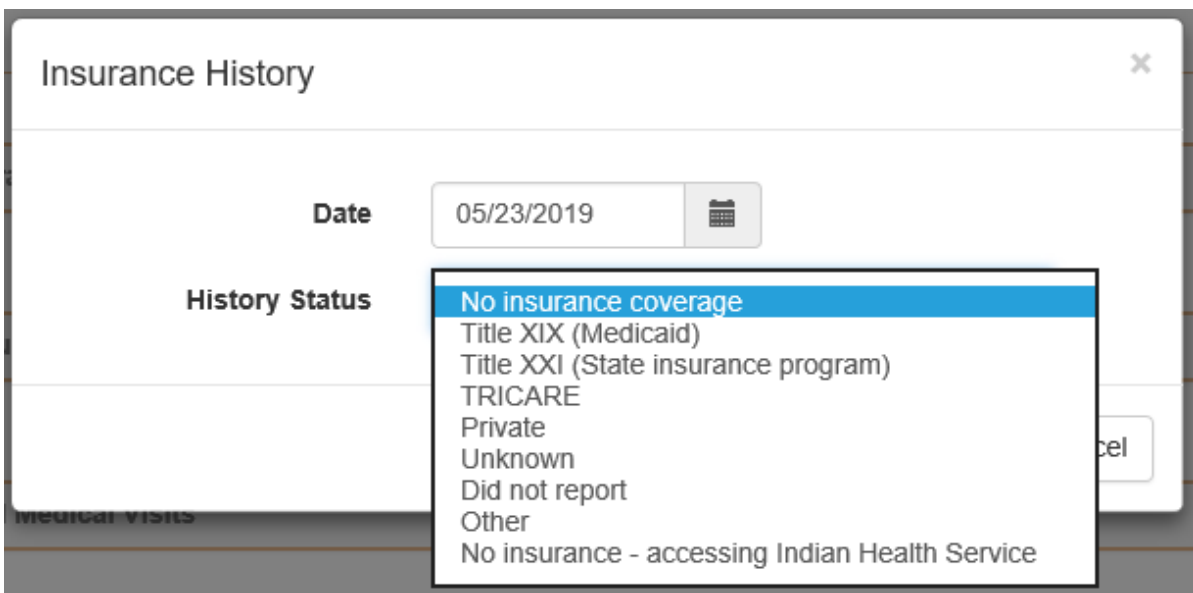 Insurance History
×
Date 05/23/2019
History Status
No insurance coverage
Title XIX (Medicaid)
Title XXI (State insurance program)
TRICARE
Private
Unknown
Did not report
Other
No insurance - accessing Indian Health Service
cel
Medical Visits